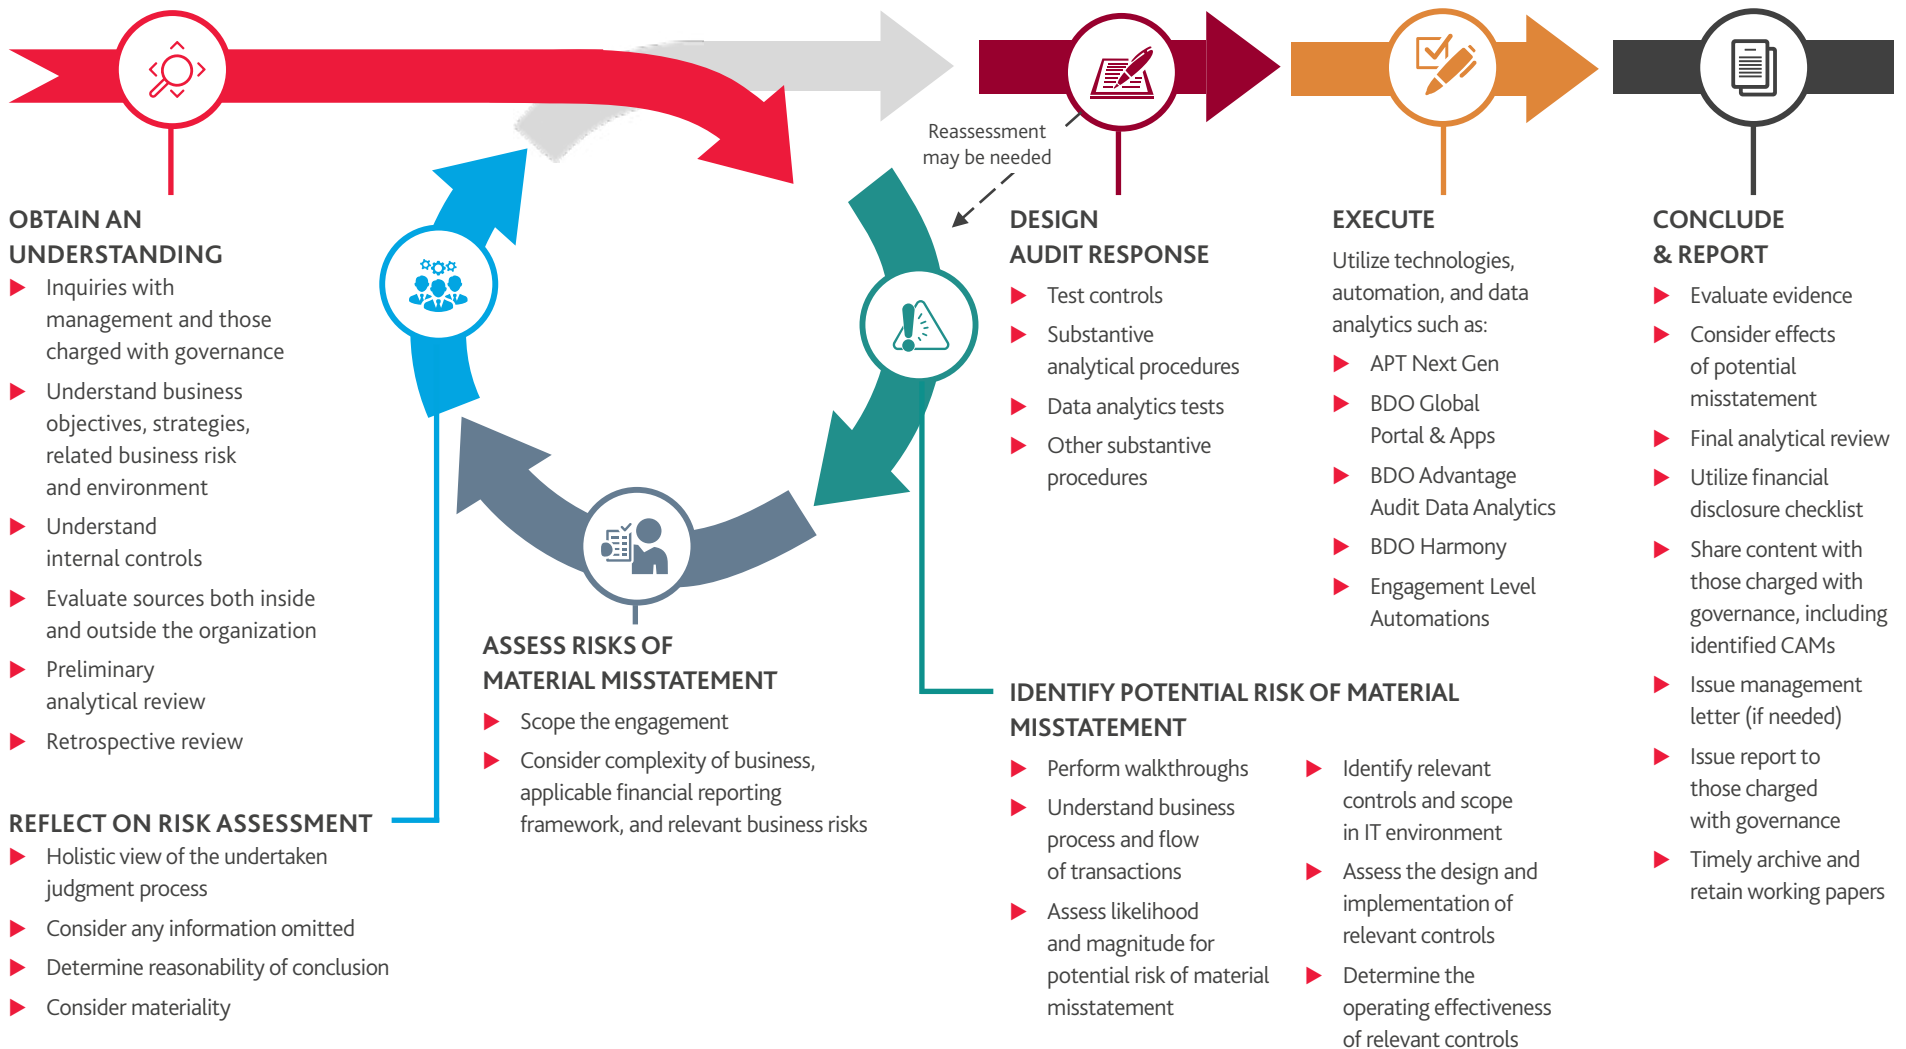 Reassessment
may be needed
OBTAIN AN
UNDERSTANDING
Inquiries with
management and those
charged with governance
Understand business
objectives, strategies,
related business risk
and environment
Understand
internal controls
Evaluate sources both inside
and outside the organization
Preliminary
analytical review
Retrospective review
REFLECT ON RISK ASSESSMENT
Holistic view of the undertaken
judgment process
Consider any information omitted
Determine reasonability of conclusion
Consider materiality
ASSESS RISKS OF
MATERIAL MISSTATEMENT
Scope the engagement
Consider complexity of business,
applicable financial reporting
framework, and relevant business risks
DESIGN
AUDIT RESPONSE
Test controls
Substantive
analytical procedures
Data analytics tests
Other substantive
procedures
IDENTIFY POTENTIAL RISK OF MATERIAL
MISSTATEMENT
Perform walkthroughs
Understand business
process and flow
of transactions
Assess likelihood
and magnitude for
potential risk of material
misstatement
Identify relevant
controls and scope
in IT environment
Assess the design and
implementation of
relevant controls
Determine the
operating effectiveness
of relevant controls
EXECUTE
Utilize technologies,
automation, and data
analytics such as:
APT Next Gen
BDO Global
Portal & Apps
BDO Advantage
Audit Data Analytics
BDO Harmony
Engagement Level
Automations
CONCLUDE
& REPORT
Evaluate evidence
Consider effects
of potential
misstatement
Final analytical review
Utilize financial
disclosure checklist
Share content with
those charged with
governance, including
identified CAMs
Issue management
letter (if needed)
Issue report to
those charged
with governance
Timely archive and
retain working papers